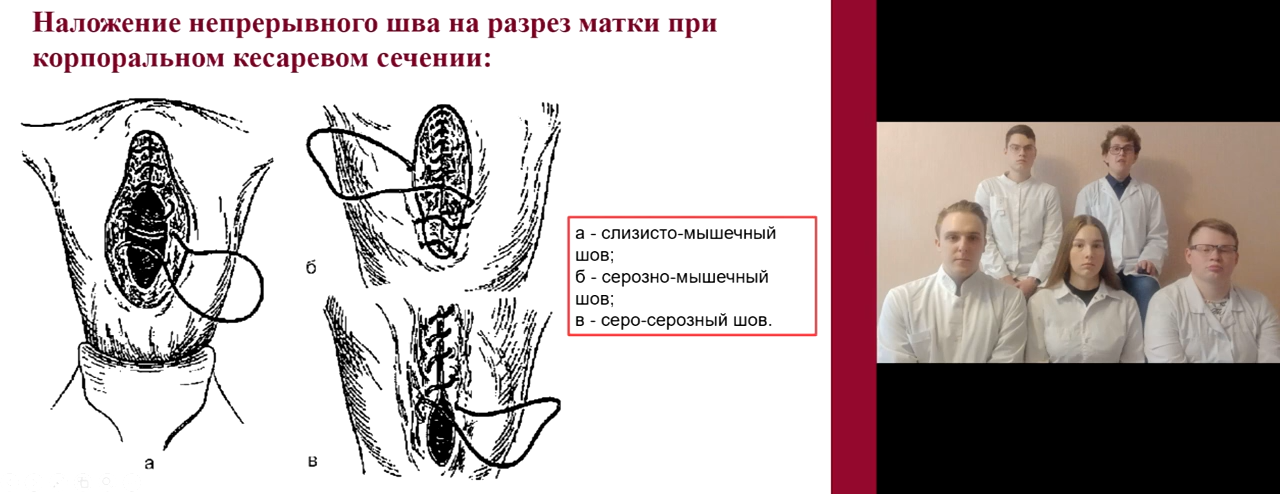 Наложение непрерывного шва на разрез матки при
корпоральном кесаревом сечении:
а
б
в
а - слизисто-мышечный
шов;
б - серозно-мышечный
шов;
в - серо-серозный шов.